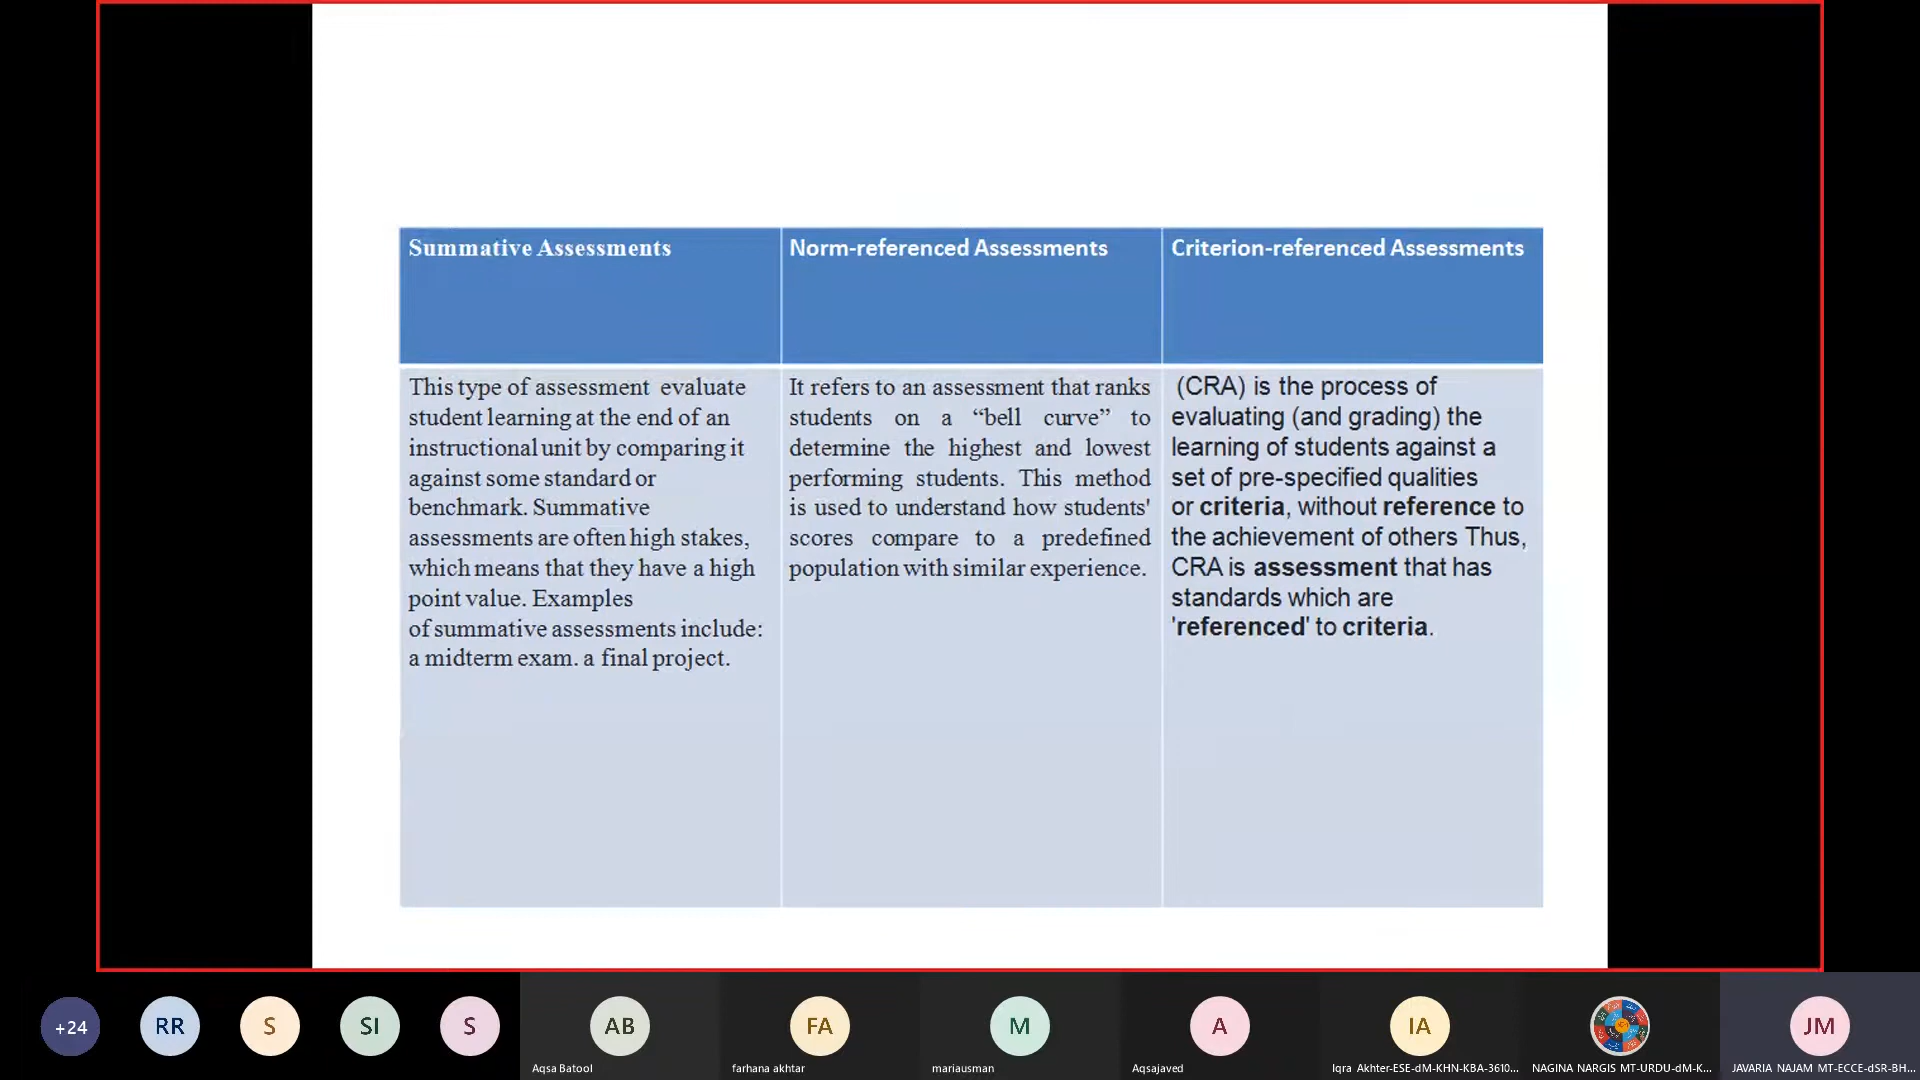 Summative Assessments
Norm-referenced Assessments
Criterion-referenced Assessments
This type of assessment evaluate
student learning at the end of an
instructional unit by comparing it
against some standard or
benchmark. Summative
assessments are often high stakes,
which means that they have a high
point value. Examples
of summative assessments include:
a midterm exam. a final project.
It refers to an assessment that ranks
students on a “bell curve” to
determine the highest and lowest
performing students. This method
is used to understand how students'
scores compare to a predefined
population with similar experience.
(CRA) is the process of
evaluating (and grading) the
learning of students against a
set of pre-specified qualities
or criteria, without reference to
the achievement of others Thus,
CRA is assessment that has
standards which are
'referenced' to criteria.
+24
RR
S
SI
S
AB
Aqsa Batool
FA
farhana akhtar
M
mariausman
A
Aqsajaved
IA
Iqra Akhter-ESE-dM-KHN-KBA-3610...
NAGINA NARGIS MT-URDU-dM-K...
JM
JAVARIA NAJAM MT-ECCE-dSR-BH...